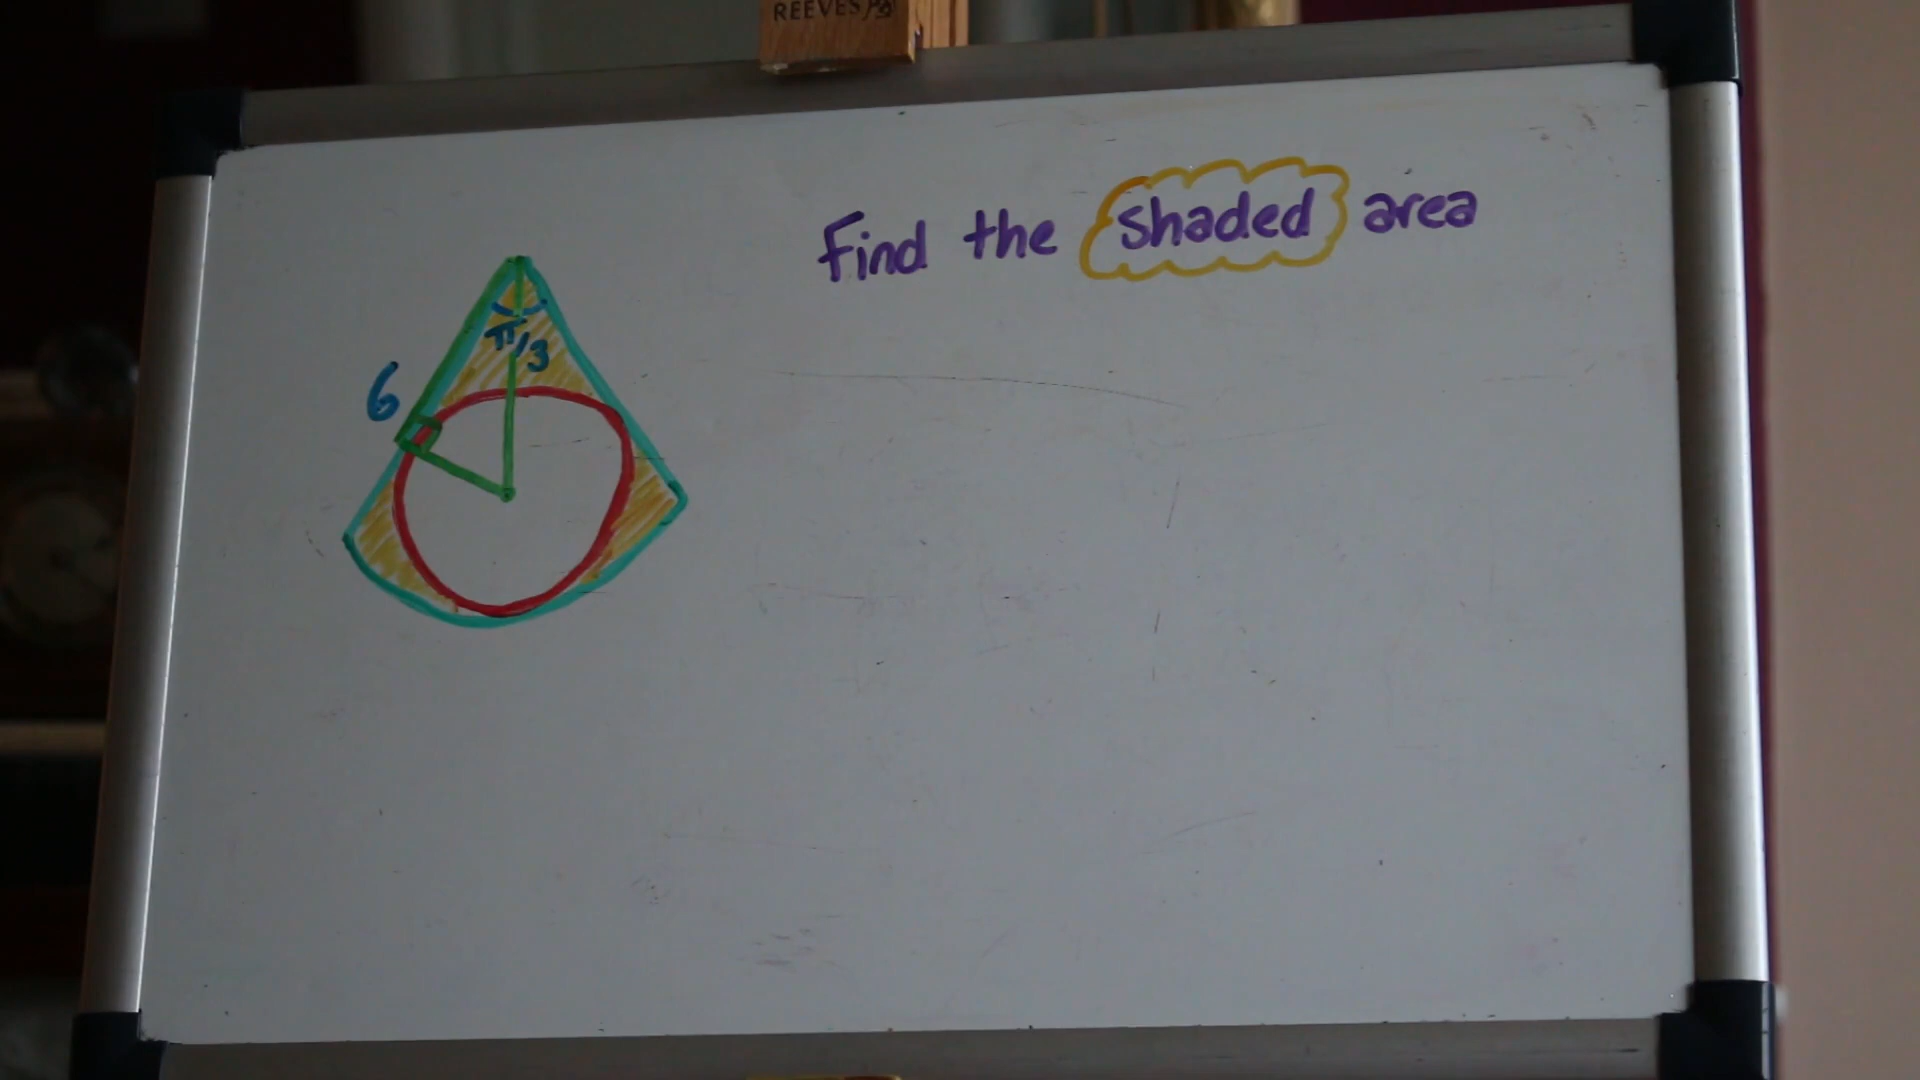 REEVES
Find the shaded area
π/3
6